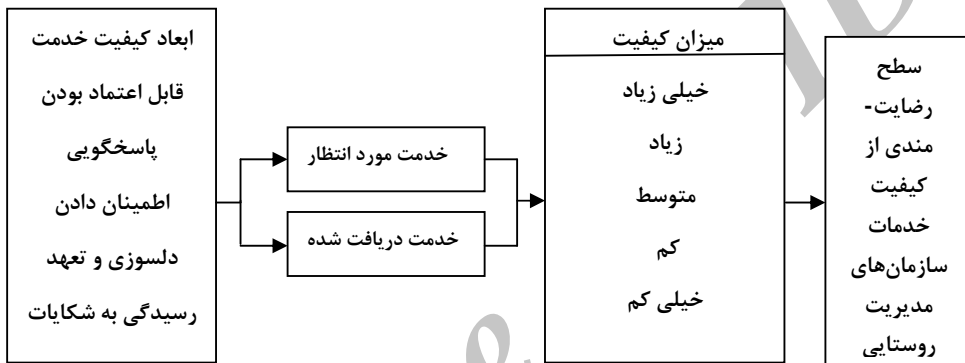 ابعاد کیفیت خدمت
قابل اعتماد بودن
پاسخگویی
اطمینان دادن
دلسوزی و تعهد
رسیدگی به شکایات
خدمت مورد انتظار
خدمت دریافت شده
میزان کیفیت
خیلی زیاد
زیاد
متوسط
کم
خیلی کم
سطح
رضایت-
مندی از
کیفیت
خدمات
سازمان‌های
مدیریت
روستایی